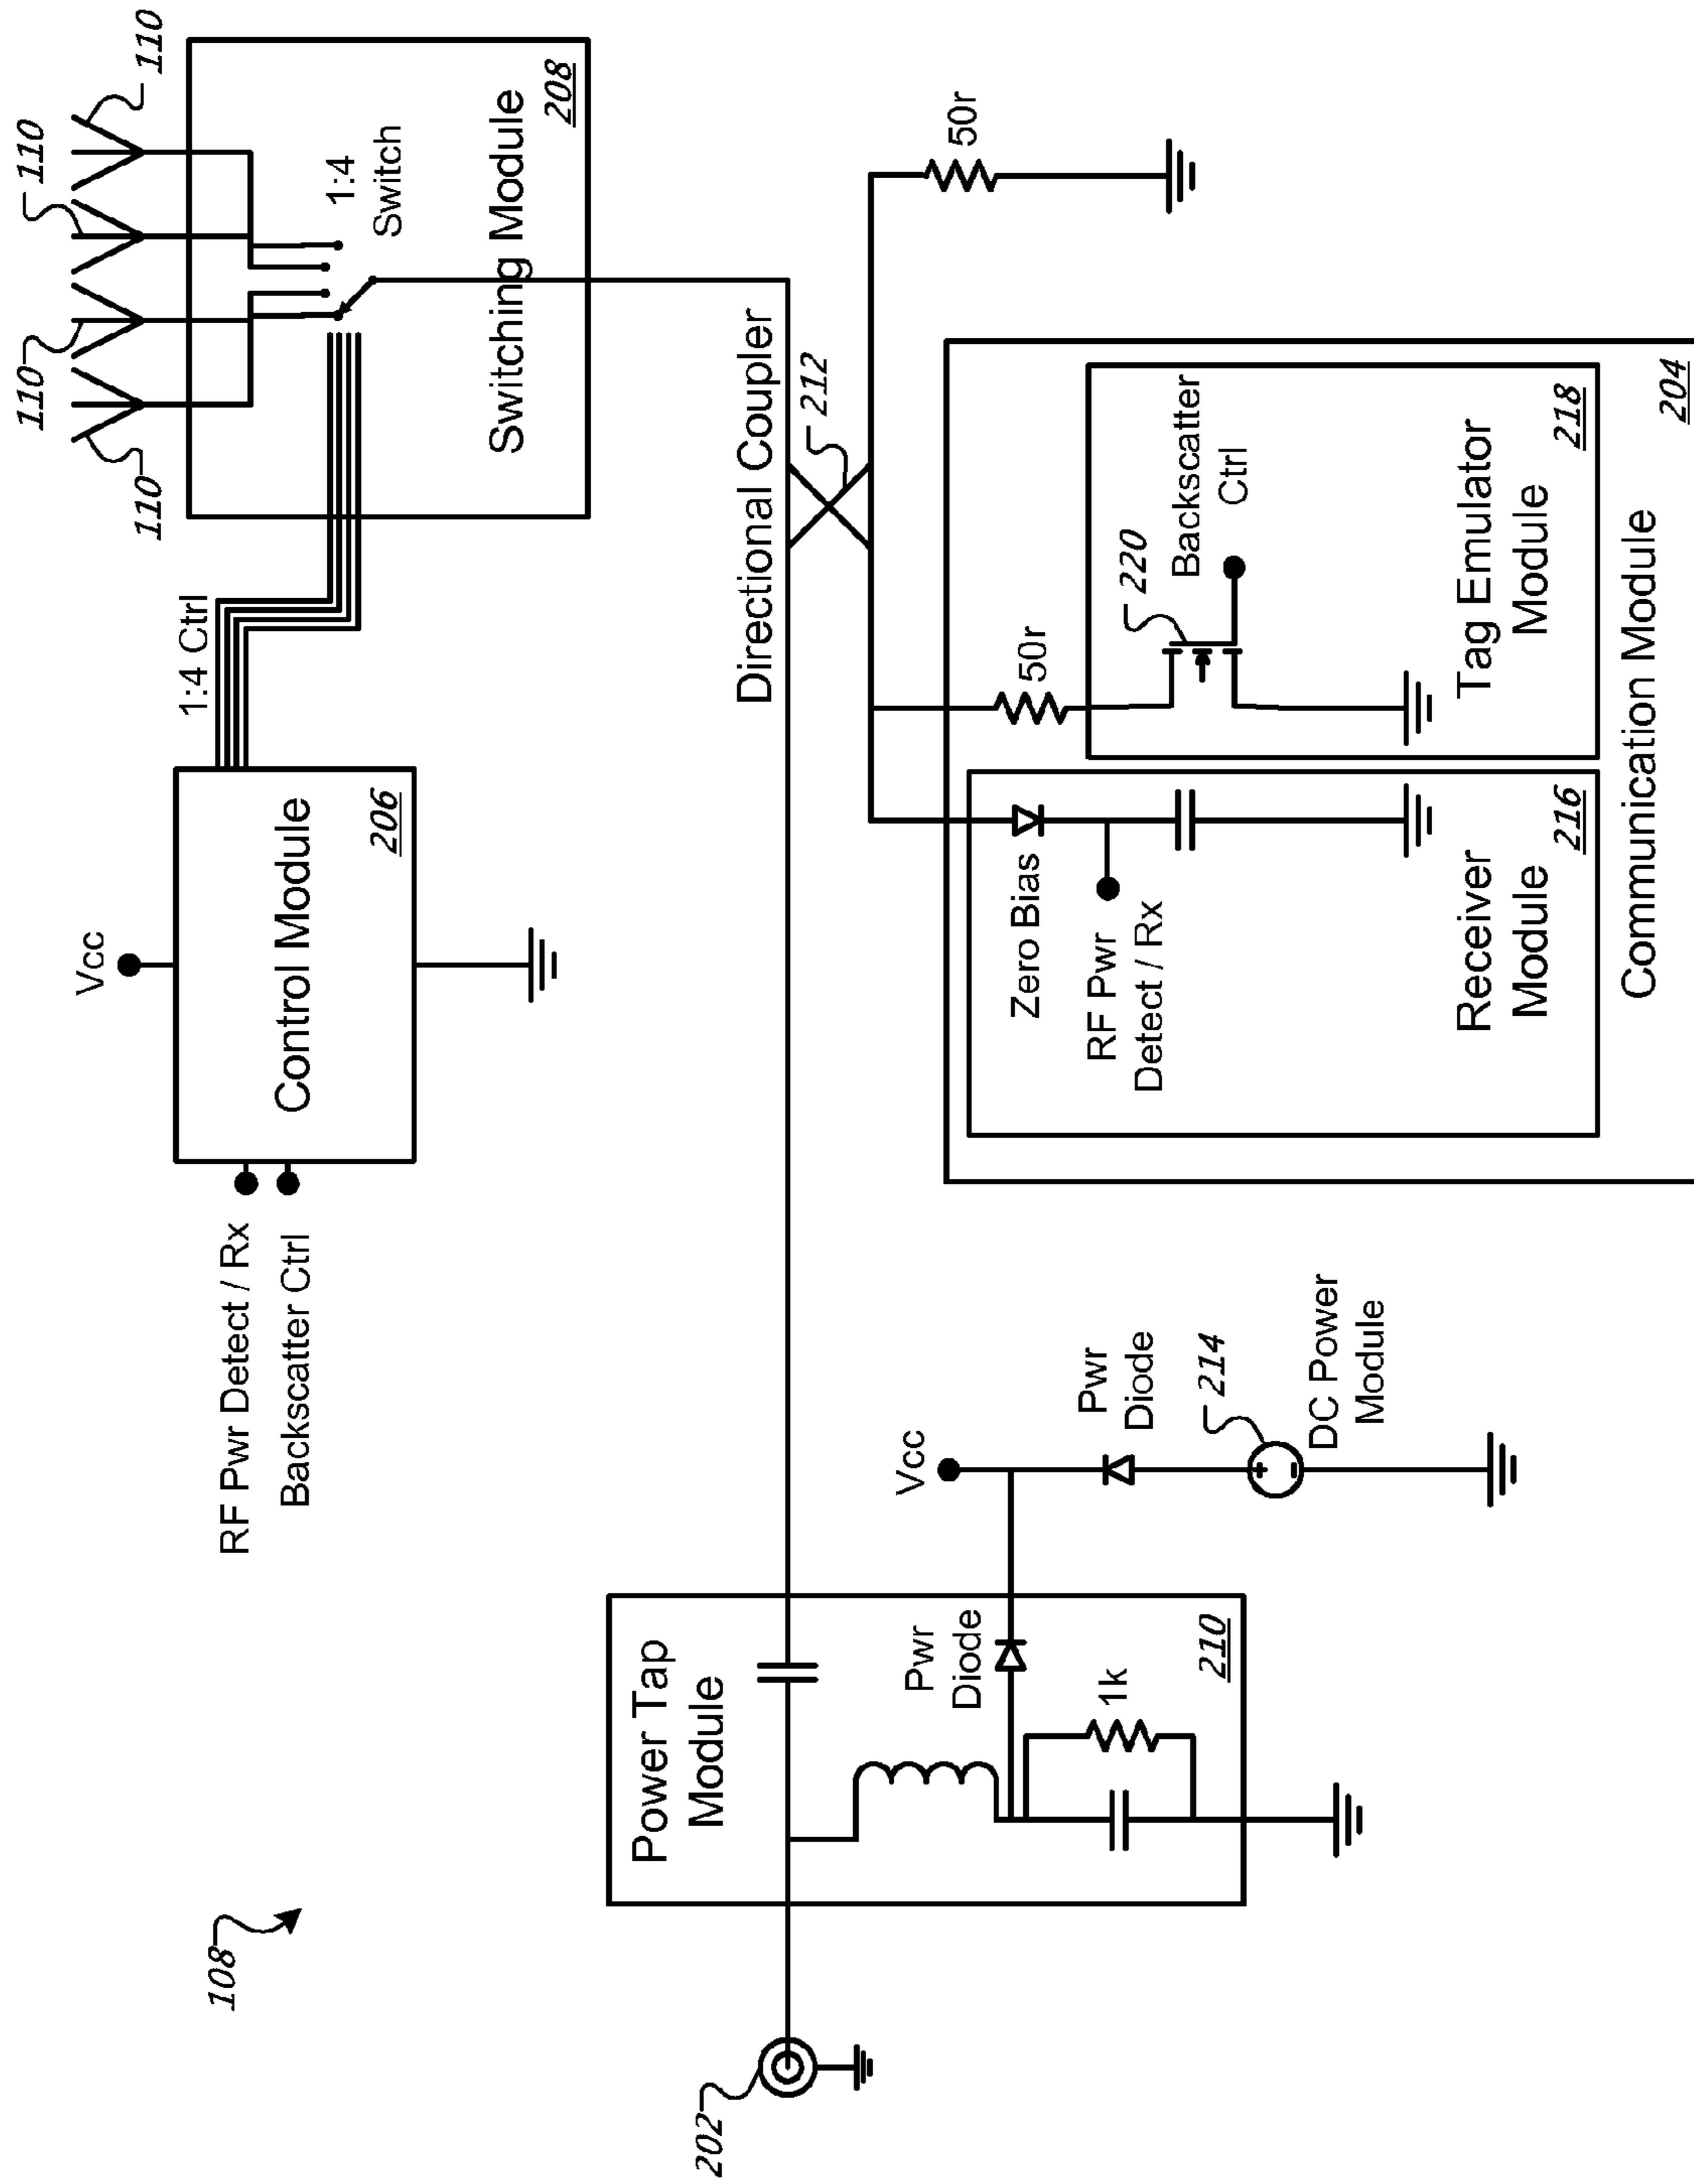 108
202
Power Tap
Module
Pwr
Diode
1k
210
Vcc
Pwr
Diode
214
DC Power
Module
RF Pwr Detect / Rx
Backscatter Ctrl
Vcc
Control Module
206
1:4 Ctrl
110
110
110
110
1:4
Switch
Switching Module
208
Directional Coupler
212
50r
Zero Bias
RF Pwr
Detect / Rx
Receiver
Module
216
50r
220
Backscatter
Ctrl
Tag Emulator
Module
218
Communication Module
204